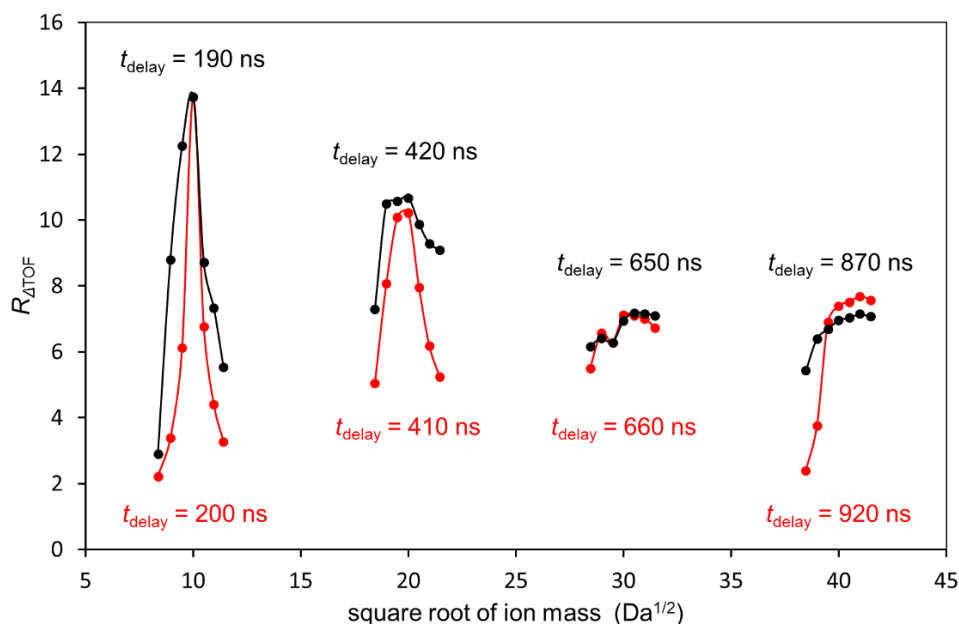 16
14
12
10
8
6
4
2
0
R_ΔTOF
t_delay = 190 ns
t_delay = 420 ns
t_delay = 650 ns
t_delay = 870 ns
t_delay = 200 ns
t_delay = 410 ns
t_delay = 660 ns
t_delay = 920 ns
5 10 15 20 25 30 35 40 45
square root of ion mass (Da^1/2)